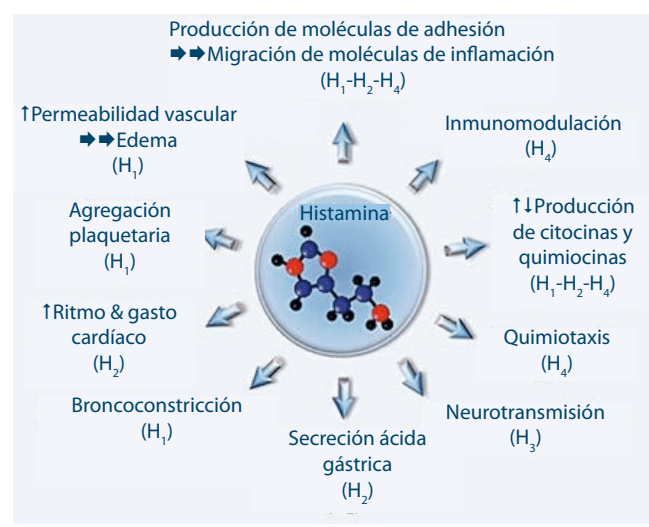 Producción de moléculas de adhesión
➡➡Migración de moléculas de inflamación
(H₁-H₂-H₄)
Inmunomodulación
(H₄)
↑↓Producción
de citocinas y
quimiocinas
(H₁-H₂-H₄)
Quimiotaxis
(H₄)
Neurotransmisión
(H₃)
Secreción ácida
gástrica
(H₂)
Broncoconstricción
(H₁)
↑Ritmo & gasto
cardíaco
(H₂)
Agregación
plaquetaria
(H₁)
↑Permeabilidad vascular
➡➡Edema
(H₁)
Histamina